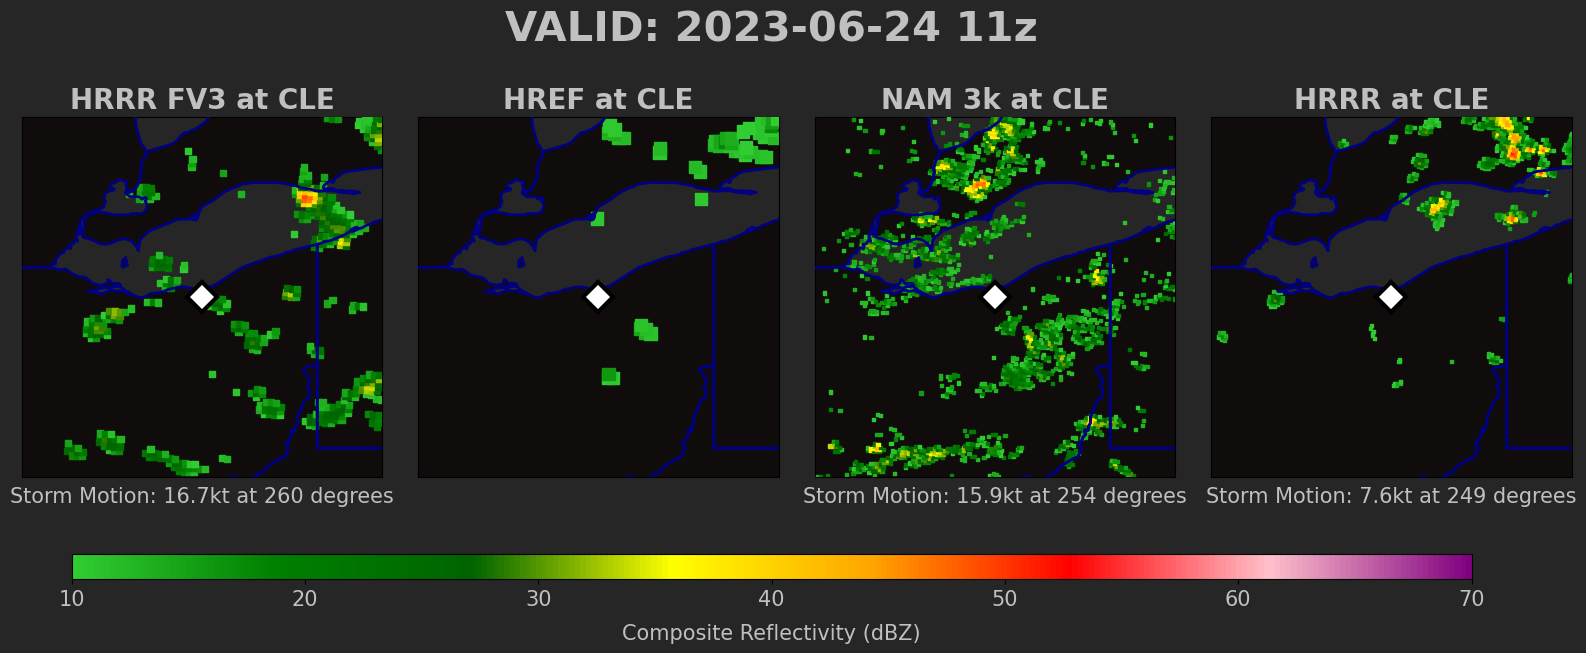 VALID: 2023-06-24 11z
HRRR FV3 at CLE
HREF at CLE
NAM 3k at CLE
HRRR at CLE
Storm Motion: 16.7kt at 260 degrees
Storm Motion: 15.9kt at 254 degrees
Storm Motion: 7.6kt at 249 degrees
10 20 30 40 50 60 70
Composite Reflectivity (dBZ)